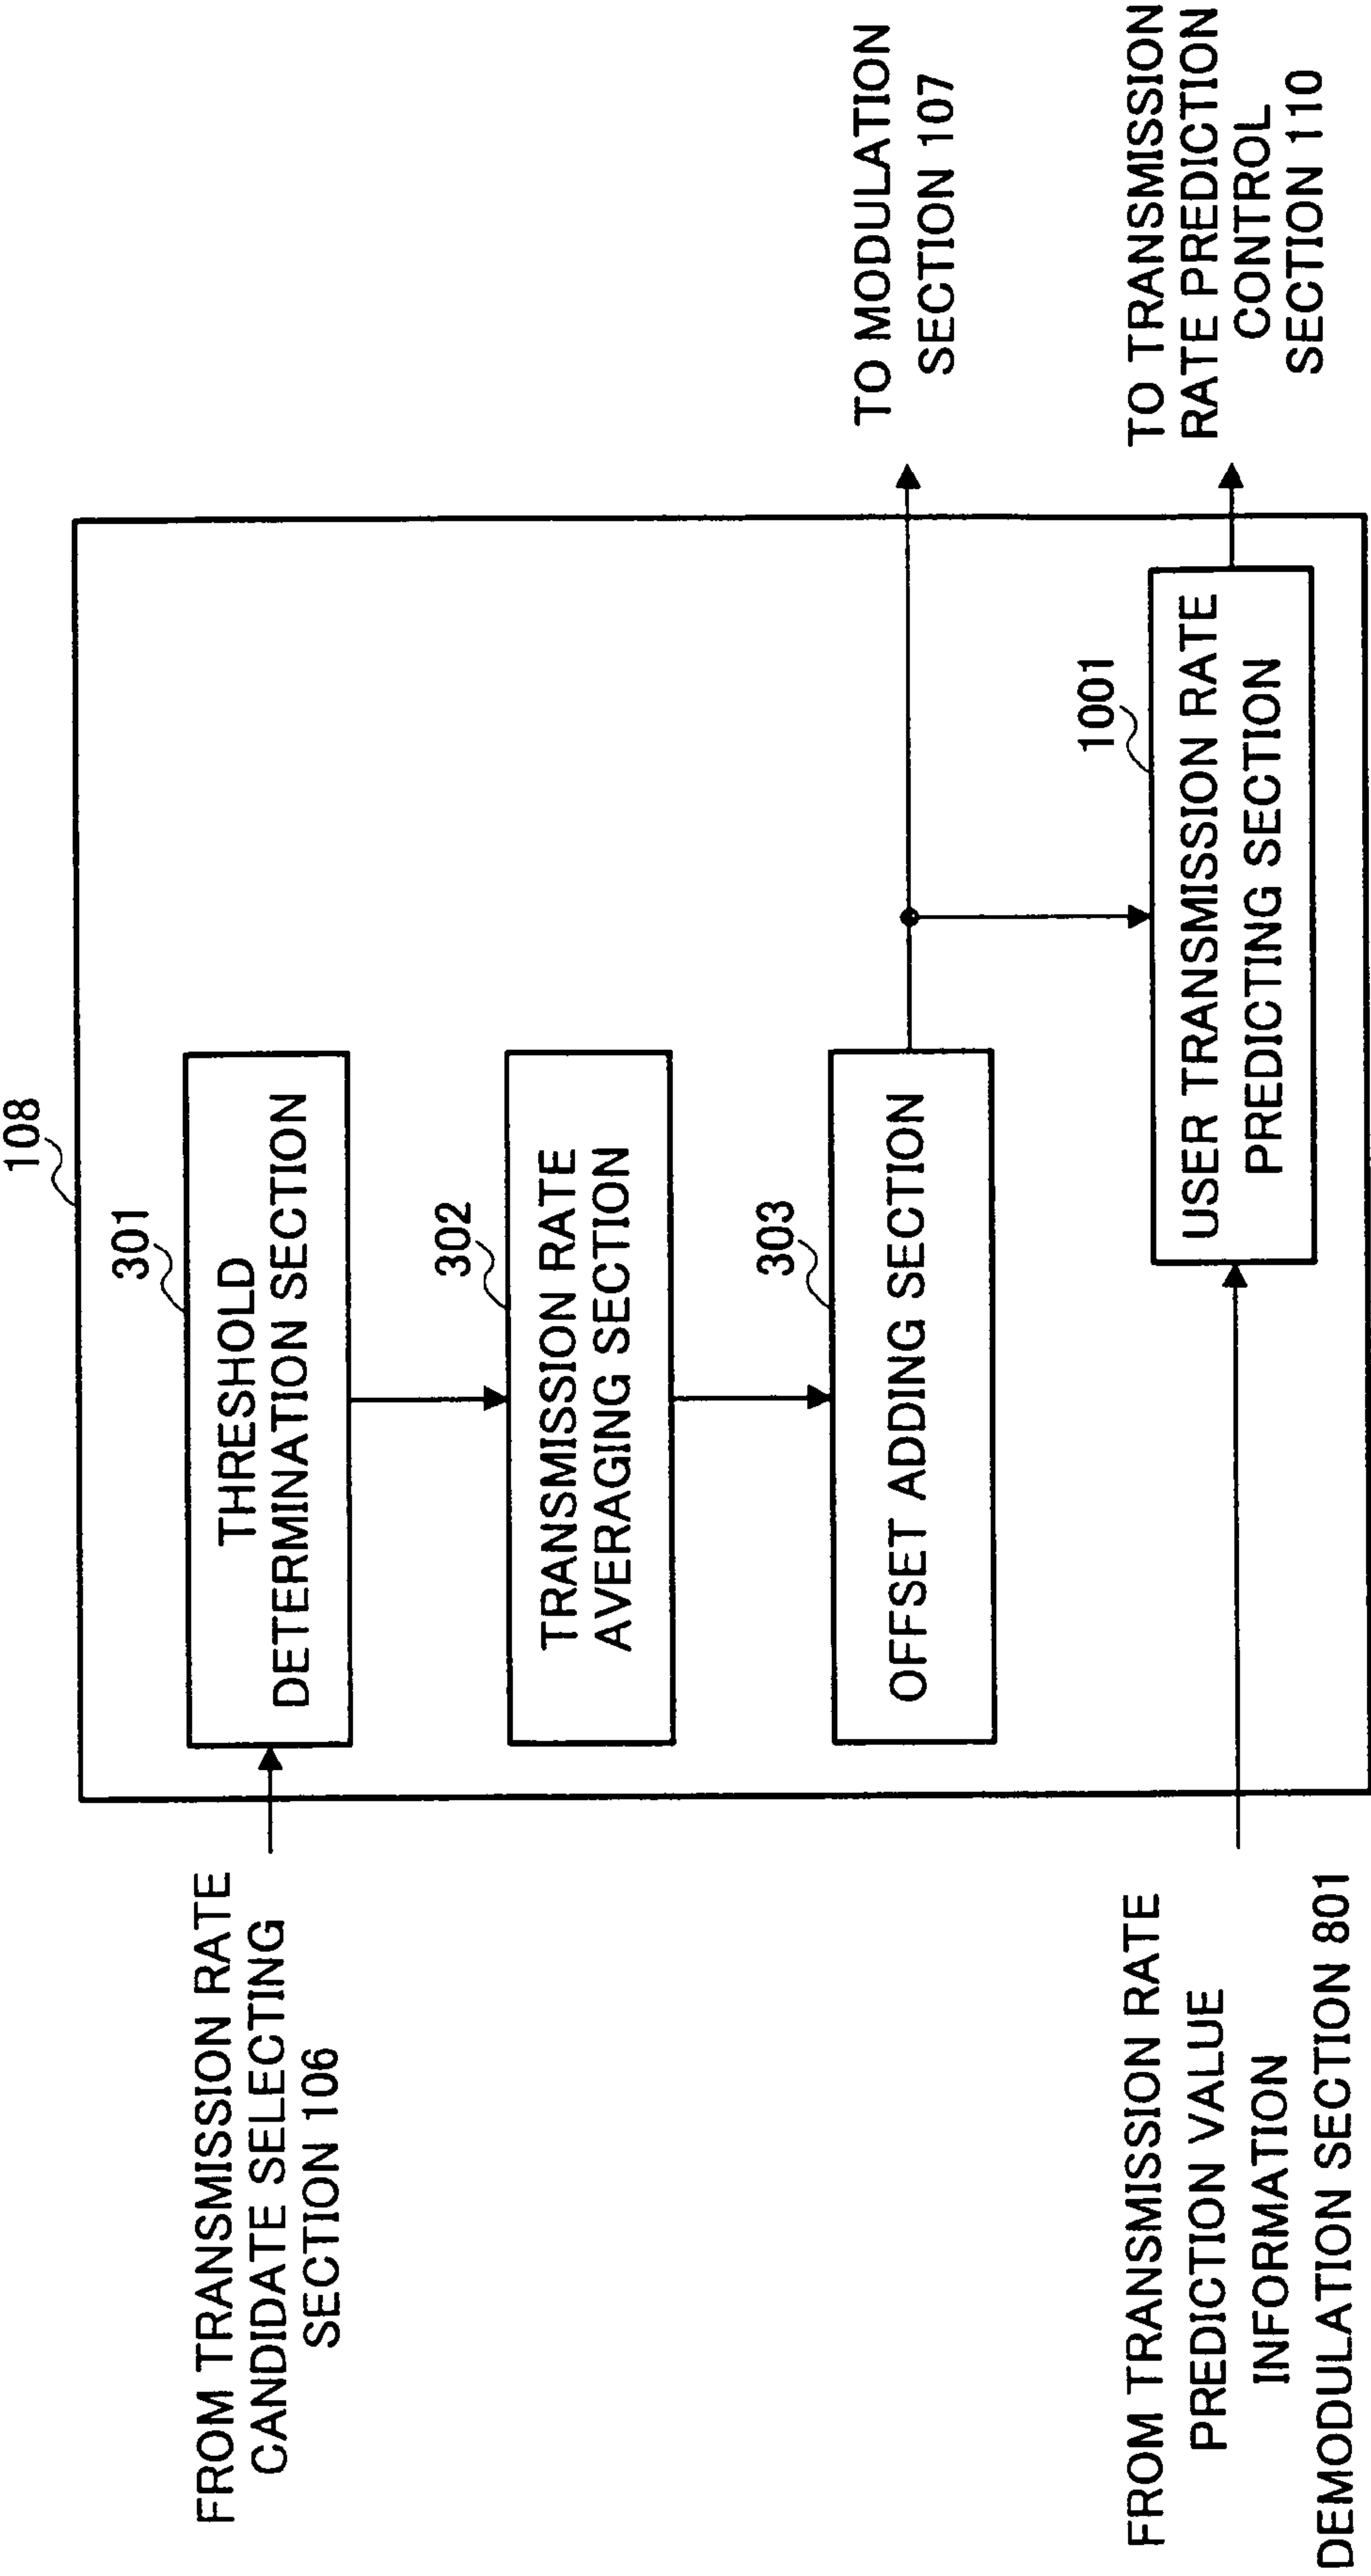 108
301
THRESHOLD
DETERMINATION SECTION
302
TRANSMISSION RATE
AVERAGING SECTION
303
OFFSET ADDING SECTION
1001
USER TRANSMISSION RATE
PREDICTING SECTION
FROM TRANSMISSION RATE
CANDIDATE SELECTING
SECTION 106
FROM TRANSMISSION RATE
PREDICTION VALUE
INFORMATION
DEMODULATION SECTION 801
TO MODULATION
SECTION 107
TO TRANSMISSION
RATE PREDICTION
CONTROL
SECTION 110